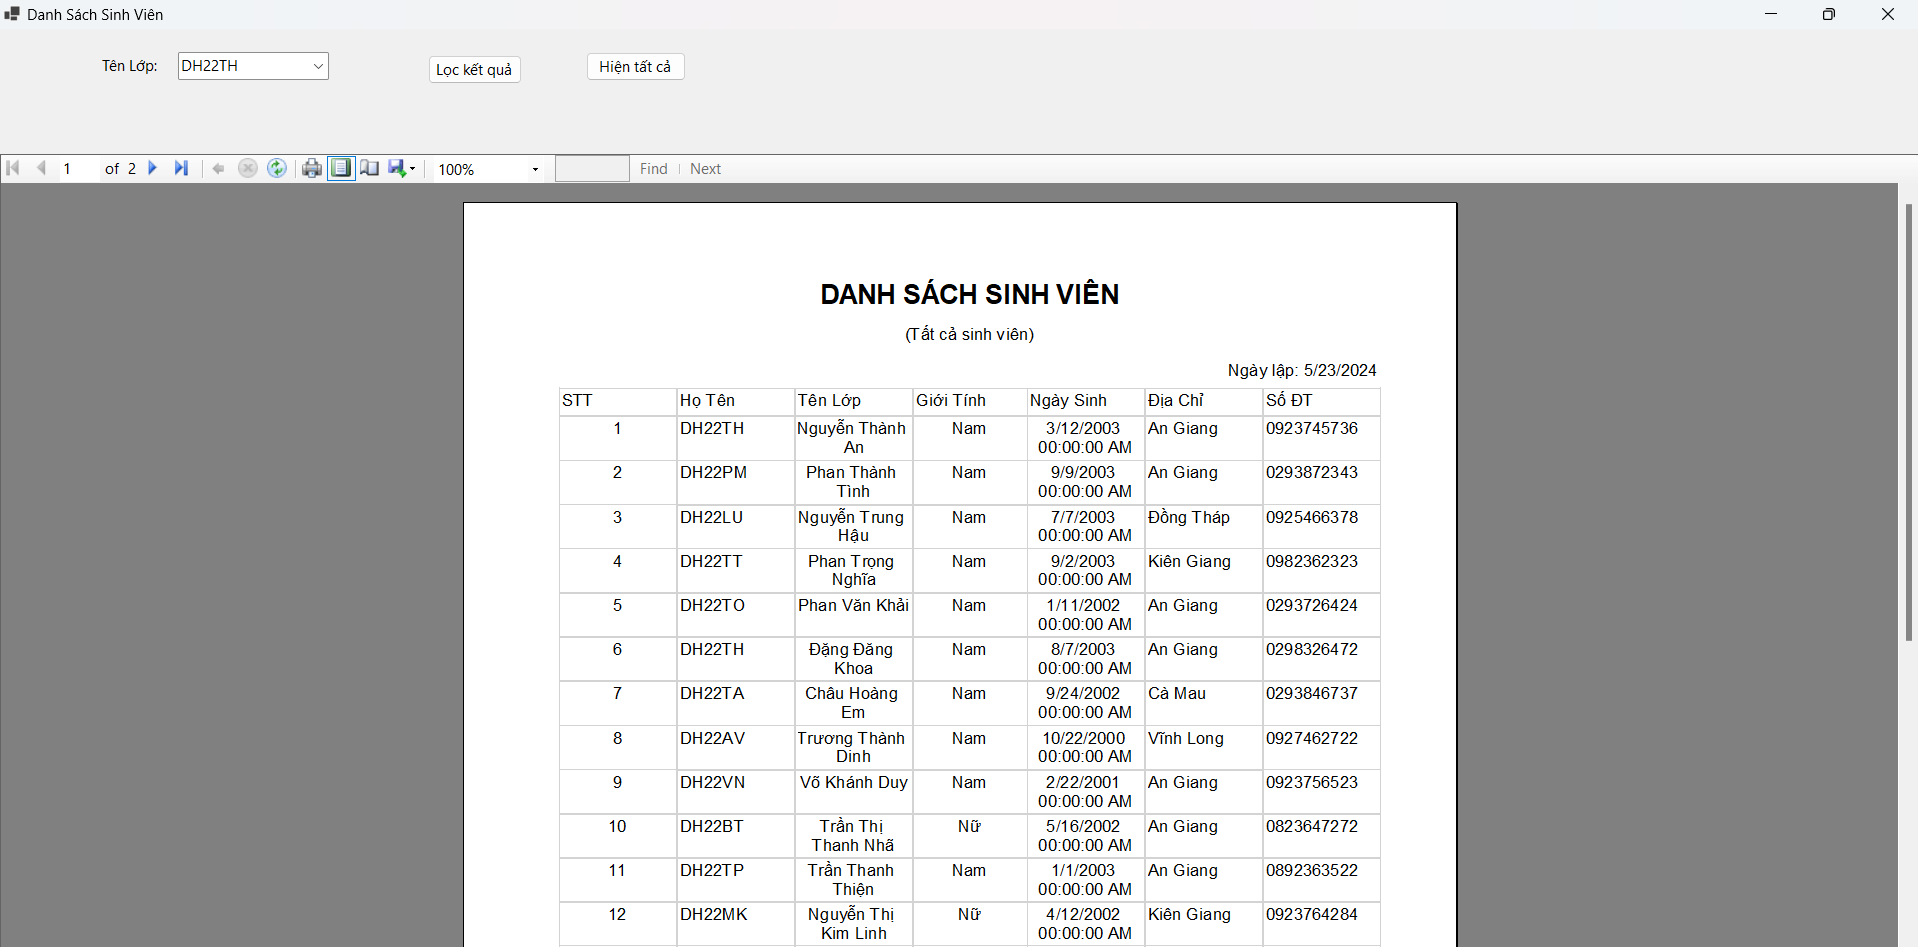 Danh Sách Sinh Viên
Tên Lớp: DH22TH Lọc kết quả Hiện tất cả
1 of 2 100% Find Next
DANH SÁCH SINH VIÊN
(Tất cả sinh viên)
Ngày lập: 5/23/2024
STT Họ Tên Tên Lớp Giới Tính Ngày Sinh Địa Chỉ Số ĐT
1 DH22TH Nguyễn Thành Nam 3/12/2003 An Giang 0923745736
An 00:00:00 AM
2 DH22PM Phan Thành Nam 9/9/2003 An Giang 0293872343
Tình 00:00:00 AM
3 DH22LU Nguyễn Trung Nam 7/7/2003 Đồng Tháp 0925466378
Hậu 00:00:00 AM
4 DH22TT Phan Trọng Nam 9/2/2003 Kiên Giang 0982362323
Nghĩa 00:00:00 AM
5 DH22TO Phan Văn Khải Nam 1/11/2002 An Giang 0293726424
00:00:00 AM
6 DH22TH Đặng Đăng Nam 8/7/2003 An Giang 0298326472
Khoa 00:00:00 AM
7 DH22TA Châu Hoàng Nam 9/24/2002 Cà Mau 0293846737
Em 00:00:00 AM
8 DH22AV Trương Thành Nam 10/22/2000 Vĩnh Long 0927462722
Dinh 00:00:00 AM
9 DH22VN Võ Khánh Duy Nam 2/22/2001 An Giang 0923756523
00:00:00 AM
10 DH22BT Trần Thị Nữ 5/16/2002 An Giang 0823647272
Thanh Nhã 00:00:00 AM
11 DH22TP Trần Thanh Nam 1/1/2003 An Giang 0892363522
Thiện 00:00:00 AM
12 DH22MK Nguyễn Thị Nữ 4/12/2002 Kiên Giang 0923764284
Kim Linh 00:00:00 AM